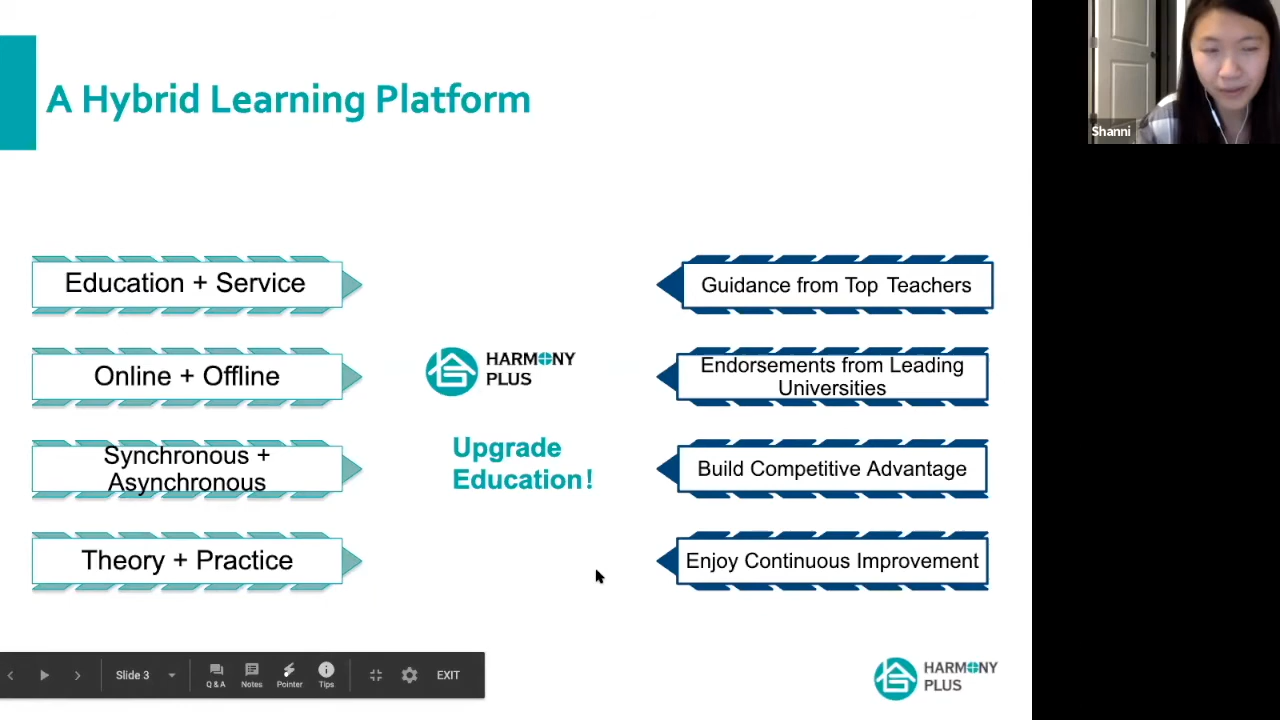 A Hybrid Learning Platform
Shanni
Education + Service
Online + Offline
Synchronous +
Asynchronous
Theory + Practice
HARMONY
PLUS
Upgrade
Education!
Guidance from Top Teachers
Endorsements from Leading
Universities
Build Competitive Advantage
Enjoy Continuous Improvement
Slide 3
Q & A
Notes
Pointer
Tips
EXIT
HARMONY
PLUS